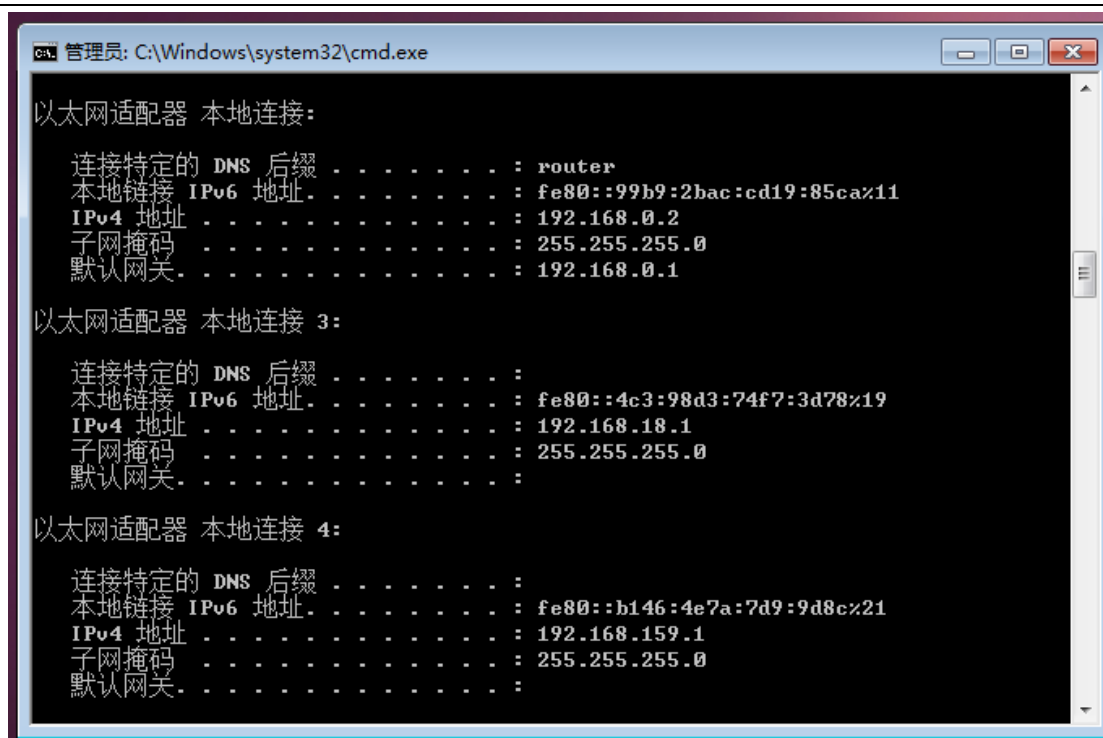 管理员: C:\Windows\system32\cmd.exe
以太网适配器 本地连接:
连接特定的 DNS 后缀 . . . . . . . : router
本地链接 IPv6 地址. . . . . . . . : fe80::99b9:2bac:cd19:85ca%11
IPv4 地址 . . . . . . . . . . . . : 192.168.0.2
子网掩码  . . . . . . . . . . . . : 255.255.255.0
默认网关. . . . . . . . . . . . . : 192.168.0.1
以太网适配器 本地连接 3:
连接特定的 DNS 后缀 . . . . . . . :
本地链接 IPv6 地址. . . . . . . . : fe80::4c3:98d3:74f7:3d78%19
IPv4 地址 . . . . . . . . . . . . : 192.168.18.1
子网掩码  . . . . . . . . . . . . : 255.255.255.0
默认网关. . . . . . . . . . . . . :
以太网适配器 本地连接 4:
连接特定的 DNS 后缀 . . . . . . . :
本地链接 IPv6 地址. . . . . . . . : fe80::b146:4e7a:7d9:9d8c%21
IPv4 地址 . . . . . . . . . . . . : 192.168.159.1
子网掩码  . . . . . . . . . . . . : 255.255.255.0
默认网关. . . . . . . . . . . . . :